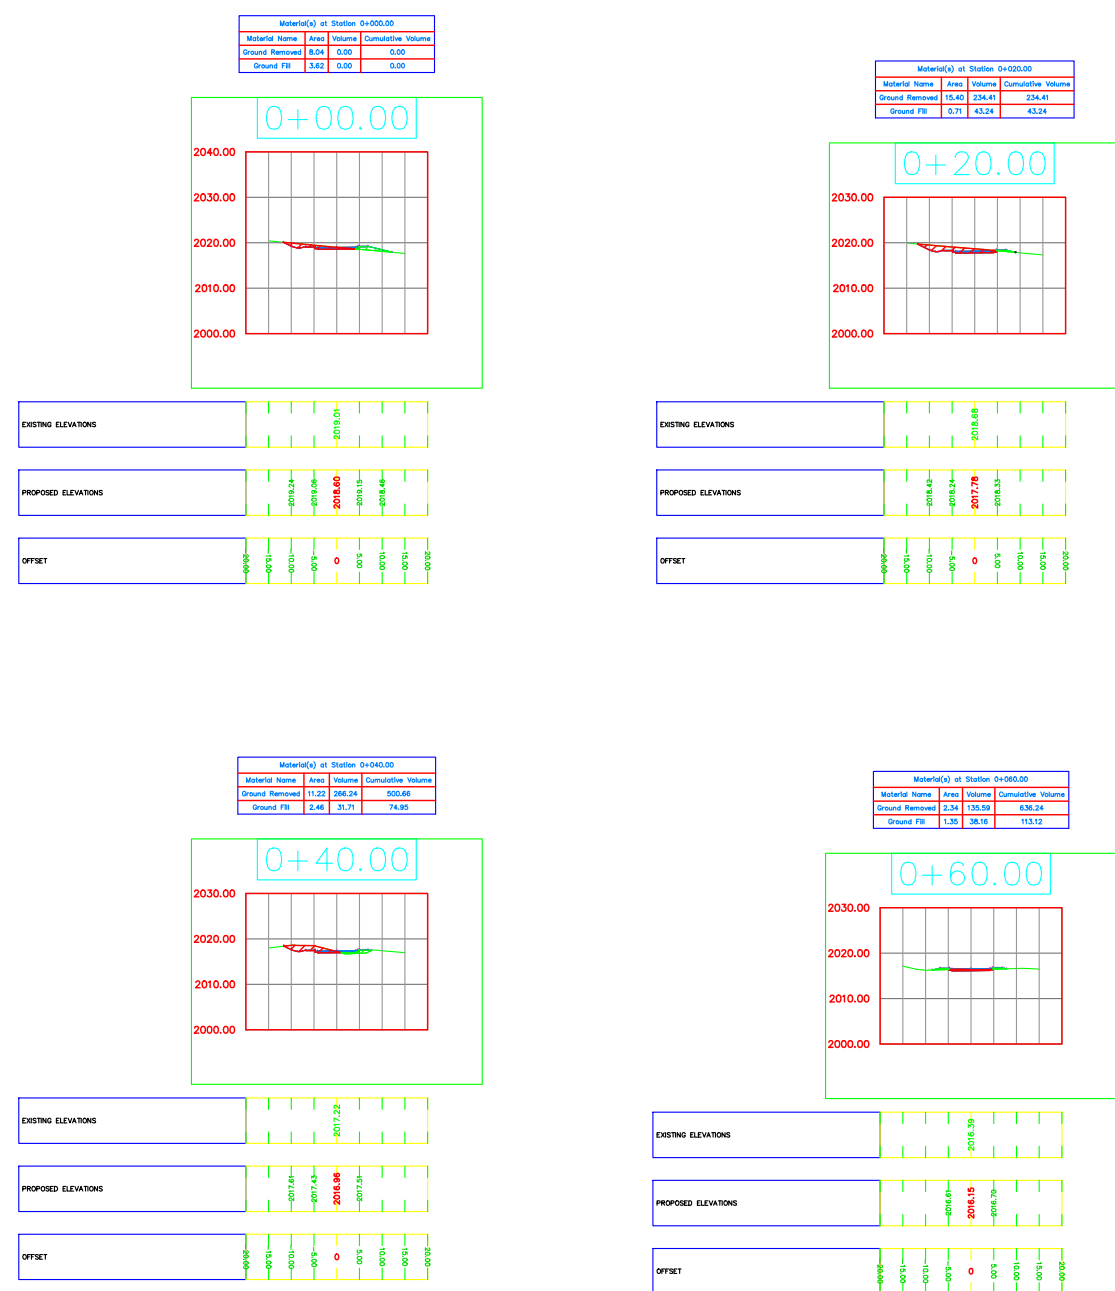 Material(s) at Station 0+000.00
Material Name Area Volume Cumulative Volume
Ground Removed 8.04 0.00 0.00
Ground Fill 3.62 0.00 0.00
0+00.00
2040.00
2030.00
2020.00
2010.00
2000.00
EXISTING ELEVATIONS 2019.01
PROPOSED ELEVATIONS 2019.24 2019.06 2018.60 2019.15 2018.46
OFFSET -20.00 -15.00 -10.00 -5.00 0 5.00 10.00 15.00 20.00
Material(s) at Station 0+020.00
Material Name Area Volume Cumulative Volume
Ground Removed 15.40 234.41 234.41
Ground Fill 0.71 43.24 43.24
0+20.00
2030.00
2020.00
2010.00
2000.00
EXISTING ELEVATIONS 2018.68
PROPOSED ELEVATIONS 2018.42 2018.24 2017.78 2018.33
OFFSET -20.00 -15.00 -10.00 -5.00 0 5.00 10.00 15.00 20.00
Material(s) at Station 0+040.00
Material Name Area Volume Cumulative Volume
Ground Removed 11.22 266.24 500.66
Ground Fill 2.46 31.71 74.95
0+40.00
2030.00
2020.00
2010.00
2000.00
EXISTING ELEVATIONS 2017.22
PROPOSED ELEVATIONS 2017.61 2017.43 2016.96 2017.51
OFFSET -20.00 -15.00 -10.00 -5.00 0 5.00 10.00 15.00 20.00
Material(s) at Station 0+060.00
Material Name Area Volume Cumulative Volume
Ground Removed 2.34 135.59 636.24
Ground Fill 1.35 38.16 113.12
0+60.00
2030.00
2020.00
2010.00
2000.00
EXISTING ELEVATIONS 2016.39
PROPOSED ELEVATIONS 2016.61 2016.15 2016.70
OFFSET -20.00 -15.00 -10.00 -5.00 0 5.00 10.00 15.00 20.00